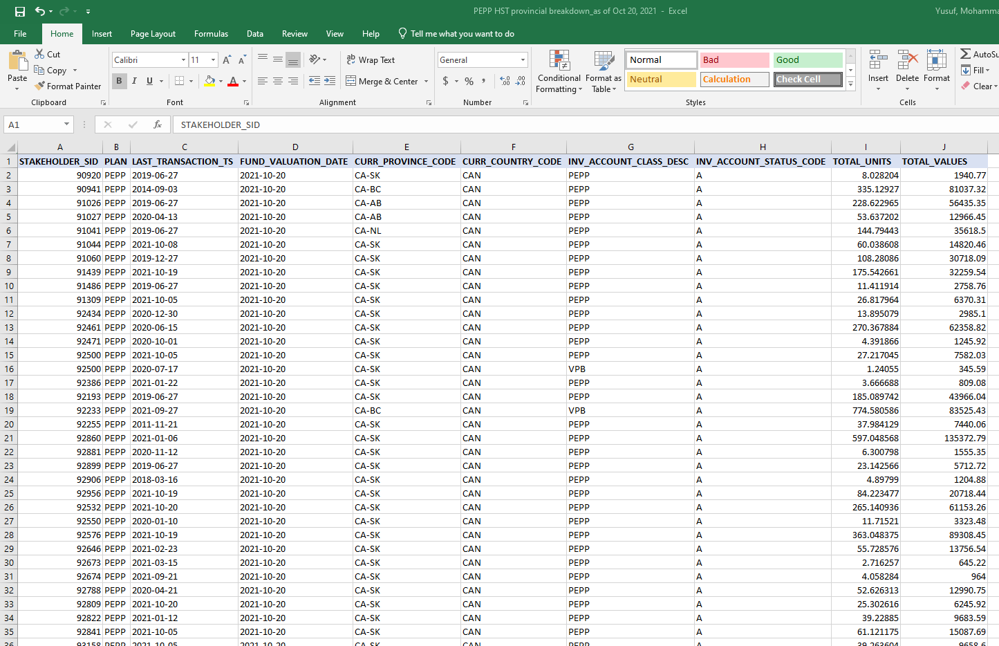 PEPP HST provincial breakdown_as of Oct 20, 2021 - Excel
Yusuf, Mohamma
File Home Insert Page Layout Formulas Data Review View Help Tell me what you want to do
Paste Cut Copy Format Painter
Calibri 11
B I U
Wrap Text
Merge & Center
General
$ % ,
Conditional Formatting
Format as Table
Normal Bad Good
Neutral Calculation Check Cell
Insert Delete Format
AutoSu
Fill
Clear
Clipboard Font Alignment Number Styles Cells
A1 fx STAKEHOLDER_SID
A B C D E F G H I J
1 STAKEHOLDER_SID PLAN LAST_TRANSACTION_TS FUND_VALUATION_DATE CURR_PROVINCE_CODE CURR_COUNTRY_CODE INV_ACCOUNT_CLASS_DESC INV_ACCOUNT_STATUS_CODE TOTAL_UNITS TOTAL_VALUES
2 90920 PEPP 2019-06-27 2021-10-20 CA-SK CAN PEPP A 8.028204 1940.77
3 90941 PEPP 2014-09-03 2021-10-20 CA-BC CAN PEPP A 335.12927 81037.32
4 91026 PEPP 2019-06-27 2021-10-20 CA-AB CAN PEPP A 228.622965 56435.35
5 91027 PEPP 2020-04-13 2021-10-20 CA-AB CAN PEPP A 53.637202 12966.45
6 91041 PEPP 2019-06-27 2021-10-20 CA-NL CAN PEPP A 144.79443 35618.5
7 91044 PEPP 2021-10-08 2021-10-20 CA-SK CAN PEPP A 60.038608 14820.46
8 91060 PEPP 2019-12-27 2021-10-20 CA-SK CAN PEPP A 108.28086 30718.09
9 91439 PEPP 2021-10-19 2021-10-20 CA-SK CAN PEPP A 175.542661 32259.54
10 91486 PEPP 2019-06-27 2021-10-20 CA-SK CAN PEPP A 11.411914 2758.76
11 91309 PEPP 2021-10-05 2021-10-20 CA-SK CAN PEPP A 26.817964 6370.31
12 92434 PEPP 2020-12-30 2021-10-20 CA-SK CAN PEPP A 13.895079 2985.1
13 92461 PEPP 2020-06-15 2021-10-20 CA-SK CAN PEPP A 270.367884 62358.82
14 92471 PEPP 2020-10-01 2021-10-20 CA-SK CAN PEPP A 4.391866 1245.92
15 92500 PEPP 2021-10-05 2021-10-20 CA-SK CAN PEPP A 27.217045 7582.03
16 92500 PEPP 2020-07-17 2021-10-20 CA-SK CAN VPB A 1.24055 345.59
17 92386 PEPP 2021-01-22 2021-10-20 CA-SK CAN PEPP A 3.666688 809.08
18 92193 PEPP 2019-06-27 2021-10-20 CA-SK CAN PEPP A 185.089742 43966.04
19 92233 PEPP 2021-09-27 2021-10-20 CA-BC CAN VPB A 774.580586 83525.43
20 92255 PEPP 2011-11-21 2021-10-20 CA-SK CAN PEPP A 37.984129 7440.06
21 92860 PEPP 2021-01-06 2021-10-20 CA-SK CAN PEPP A 597.048568 135372.79
22 92881 PEPP 2020-11-12 2021-10-20 CA-SK CAN PEPP A 6.300798 1555.35
23 92899 PEPP 2019-06-27 2021-10-20 CA-SK CAN PEPP A 23.142566 5712.72
24 92906 PEPP 2018-03-16 2021-10-20 CA-SK CAN PEPP A 4.89799 1204.88
25 92956 PEPP 2021-10-19 2021-10-20 CA-SK CAN PEPP A 84.223477 20718.44
26 92532 PEPP 2021-10-20 2021-10-20 CA-SK CAN PEPP A 265.140936 61153.26
27 92550 PEPP 2020-01-10 2021-10-20 CA-SK CAN PEPP A 11.71521 3323.48
28 92576 PEPP 2021-10-19 2021-10-20 CA-SK CAN PEPP A 363.048375 89308.45
29 92646 PEPP 2021-02-23 2021-10-20 CA-SK CAN PEPP A 55.728576 13756.54
30 92673 PEPP 2021-03-15 2021-10-20 CA-SK CAN PEPP A 2.716257 645.22
31 92674 PEPP 2021-09-21 2021-10-20 CA-SK CAN PEPP A 4.058284 964
32 92788 PEPP 2020-04-21 2021-10-20 CA-SK CAN PEPP A 52.626313 12990.75
33 92809 PEPP 2021-10-20 2021-10-20 CA-SK CAN PEPP A 25.302616 6245.92
34 92822 PEPP 2021-01-12 2021-10-20 CA-SK CAN PEPP A 39.22885 9683.59
35 92841 PEPP 2021-10-05 2021-10-20 CA-SK CAN PEPP A 61.121175 15087.69
36 93158 PEPP 2021-10-05 2021-10-20 CA-SK CAN PEPP A 39.263604 9658.6